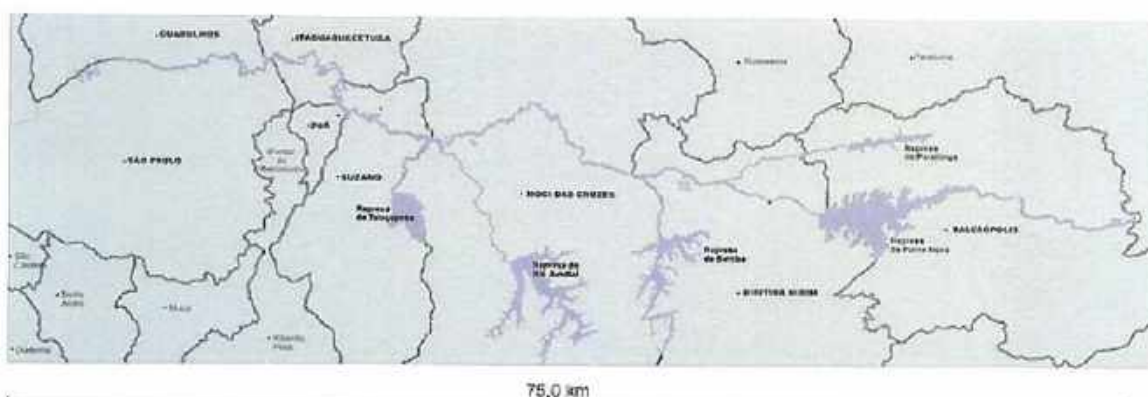 GUARULHOS
ITAQUAQUECETUBA
POÁ
SÃO PAULO
SUZANO
MOGI DAS CRUZES
Represa
de Taiaçupeba
Represa do
Rio Jundiaí
Represa
de Biritiba
BIRITIBA MIRIM
Represa
de Paraitinga
Represa
de Ponte Nova
SALESÓPOLIS
Santo
André
Mauá
Ribeirão
Pires
75,0 km